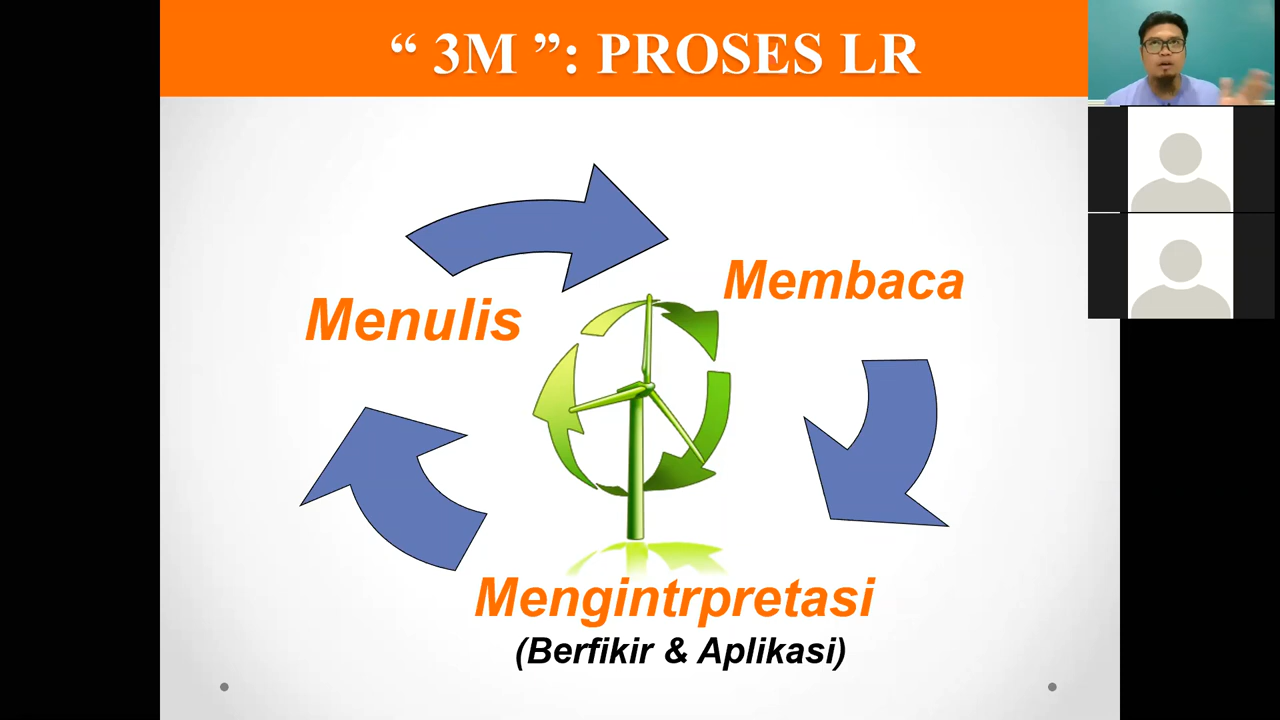 “ 3M ”: PROSES LR
Membaca
Menulis
Mengintrpretasi
(Berfikir & Aplikasi)